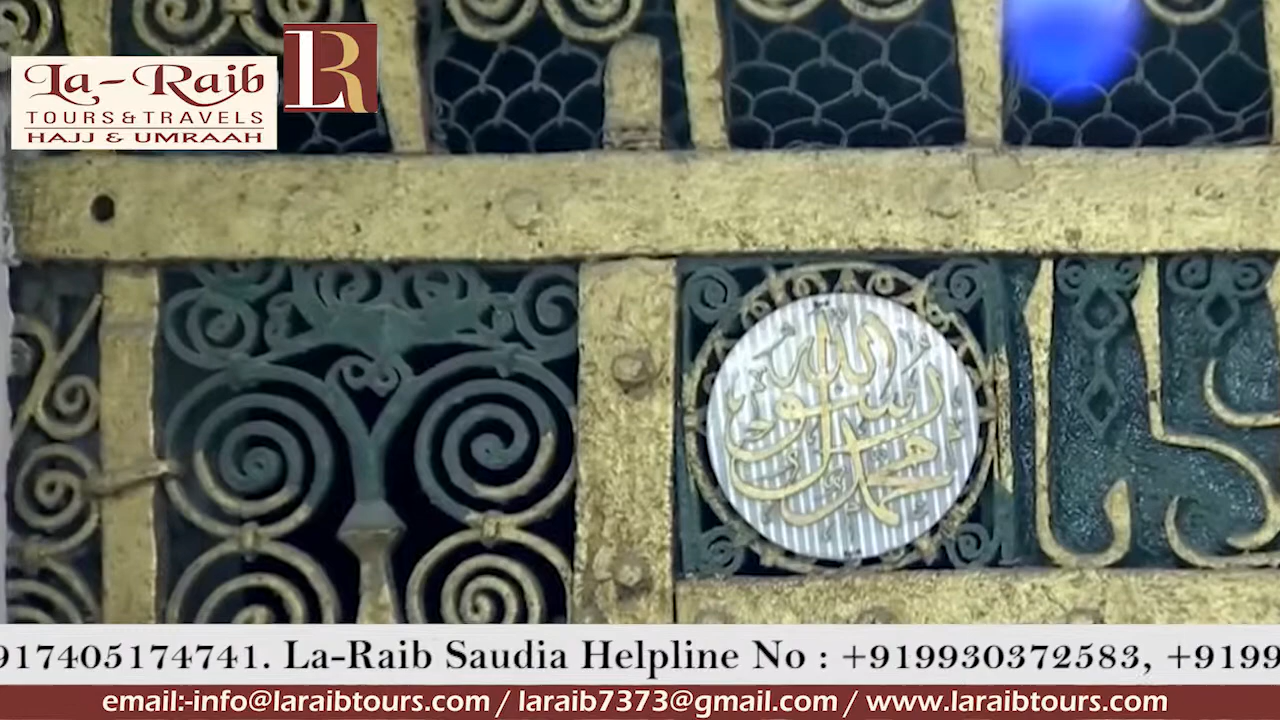 La-Raib
LR
TOURS & TRAVELS
HAJJ & UMRAAH
الله
رسول
محمد
917405174741. La-Raib Saudia Helpline No : +919930372583, +9199
email:-info@laraibtours.com / laraib7373@gmail.com / www.laraibtours.com